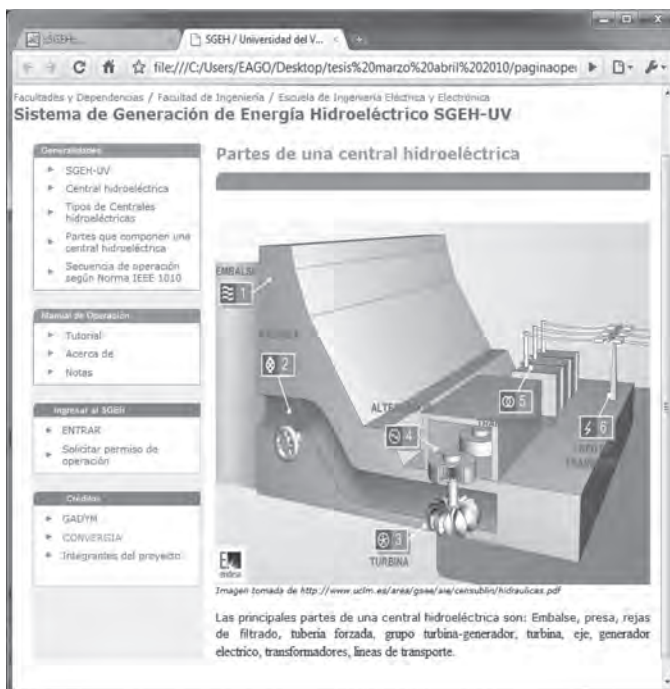 SGEH / Universidad del V...
file:///C:/Users/EAGO/Desktop/tesis%20marzo%20abril%202010/paginaoper
Facultades y Dependencias / Facultad de Ingeniería / Escuela de Ingeniería Eléctrica y Electrónica
Sistema de Generación de Energía Hidroeléctrico SGEH-UV
Generalidades
SGEH-UV
Central hidroeléctrica
Tipos de Centrales
hidroeléctricas
Partes que componen una
central hidroeléctrica
Secuencia de operación
según Norma IEEE 1010
Manual de Operación
Tutorial
Acerca de
Notas
Ingresar al SGEH
ENTRAR
Solicitar permiso de
operación
Créditos
GADYM
CONVERGIA
Integrantes del proyecto
Partes de una central hidroeléctrica
EMBALSE
1
2
5
4
6
3
TURBINA
endesa
Imagen tomada de http://www.uclm.es/area/gsee/aie/censublin/hidraulicas.pdf
Las principales partes de una central hidroeléctrica son: Embalse, presa, rejas
de filtrado, tuberia forzada, grupo turbina-generador, turbina, eje, generador
electrico, transformadores, lineas de transporte.